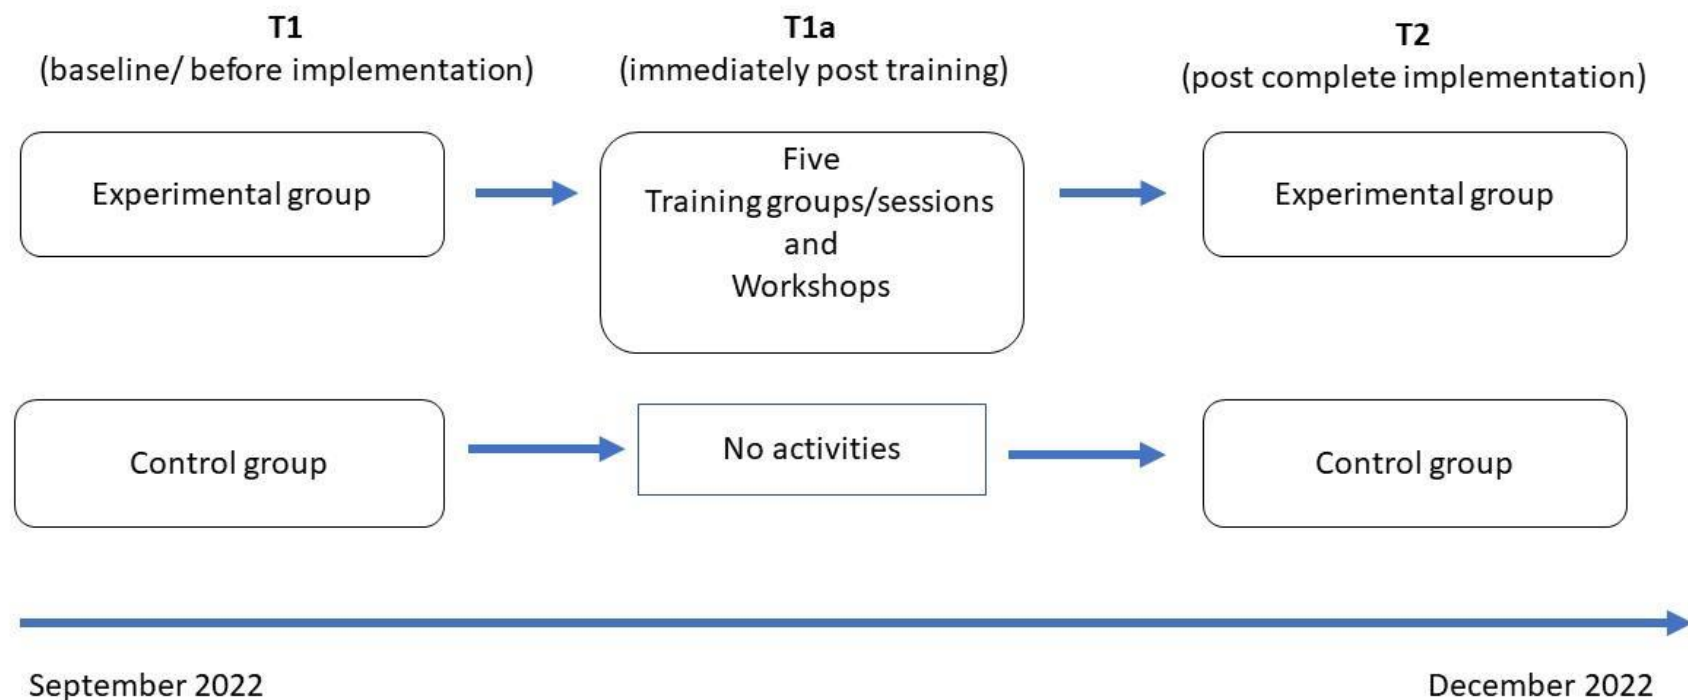 T1
(baseline/ before implementation)
T1a
(immediately post training)
T2
(post complete implementation)
Experimental group
Five
Training groups/sessions
and
Workshops
Experimental group
Control group
No activities
Control group
September 2022
December 2022